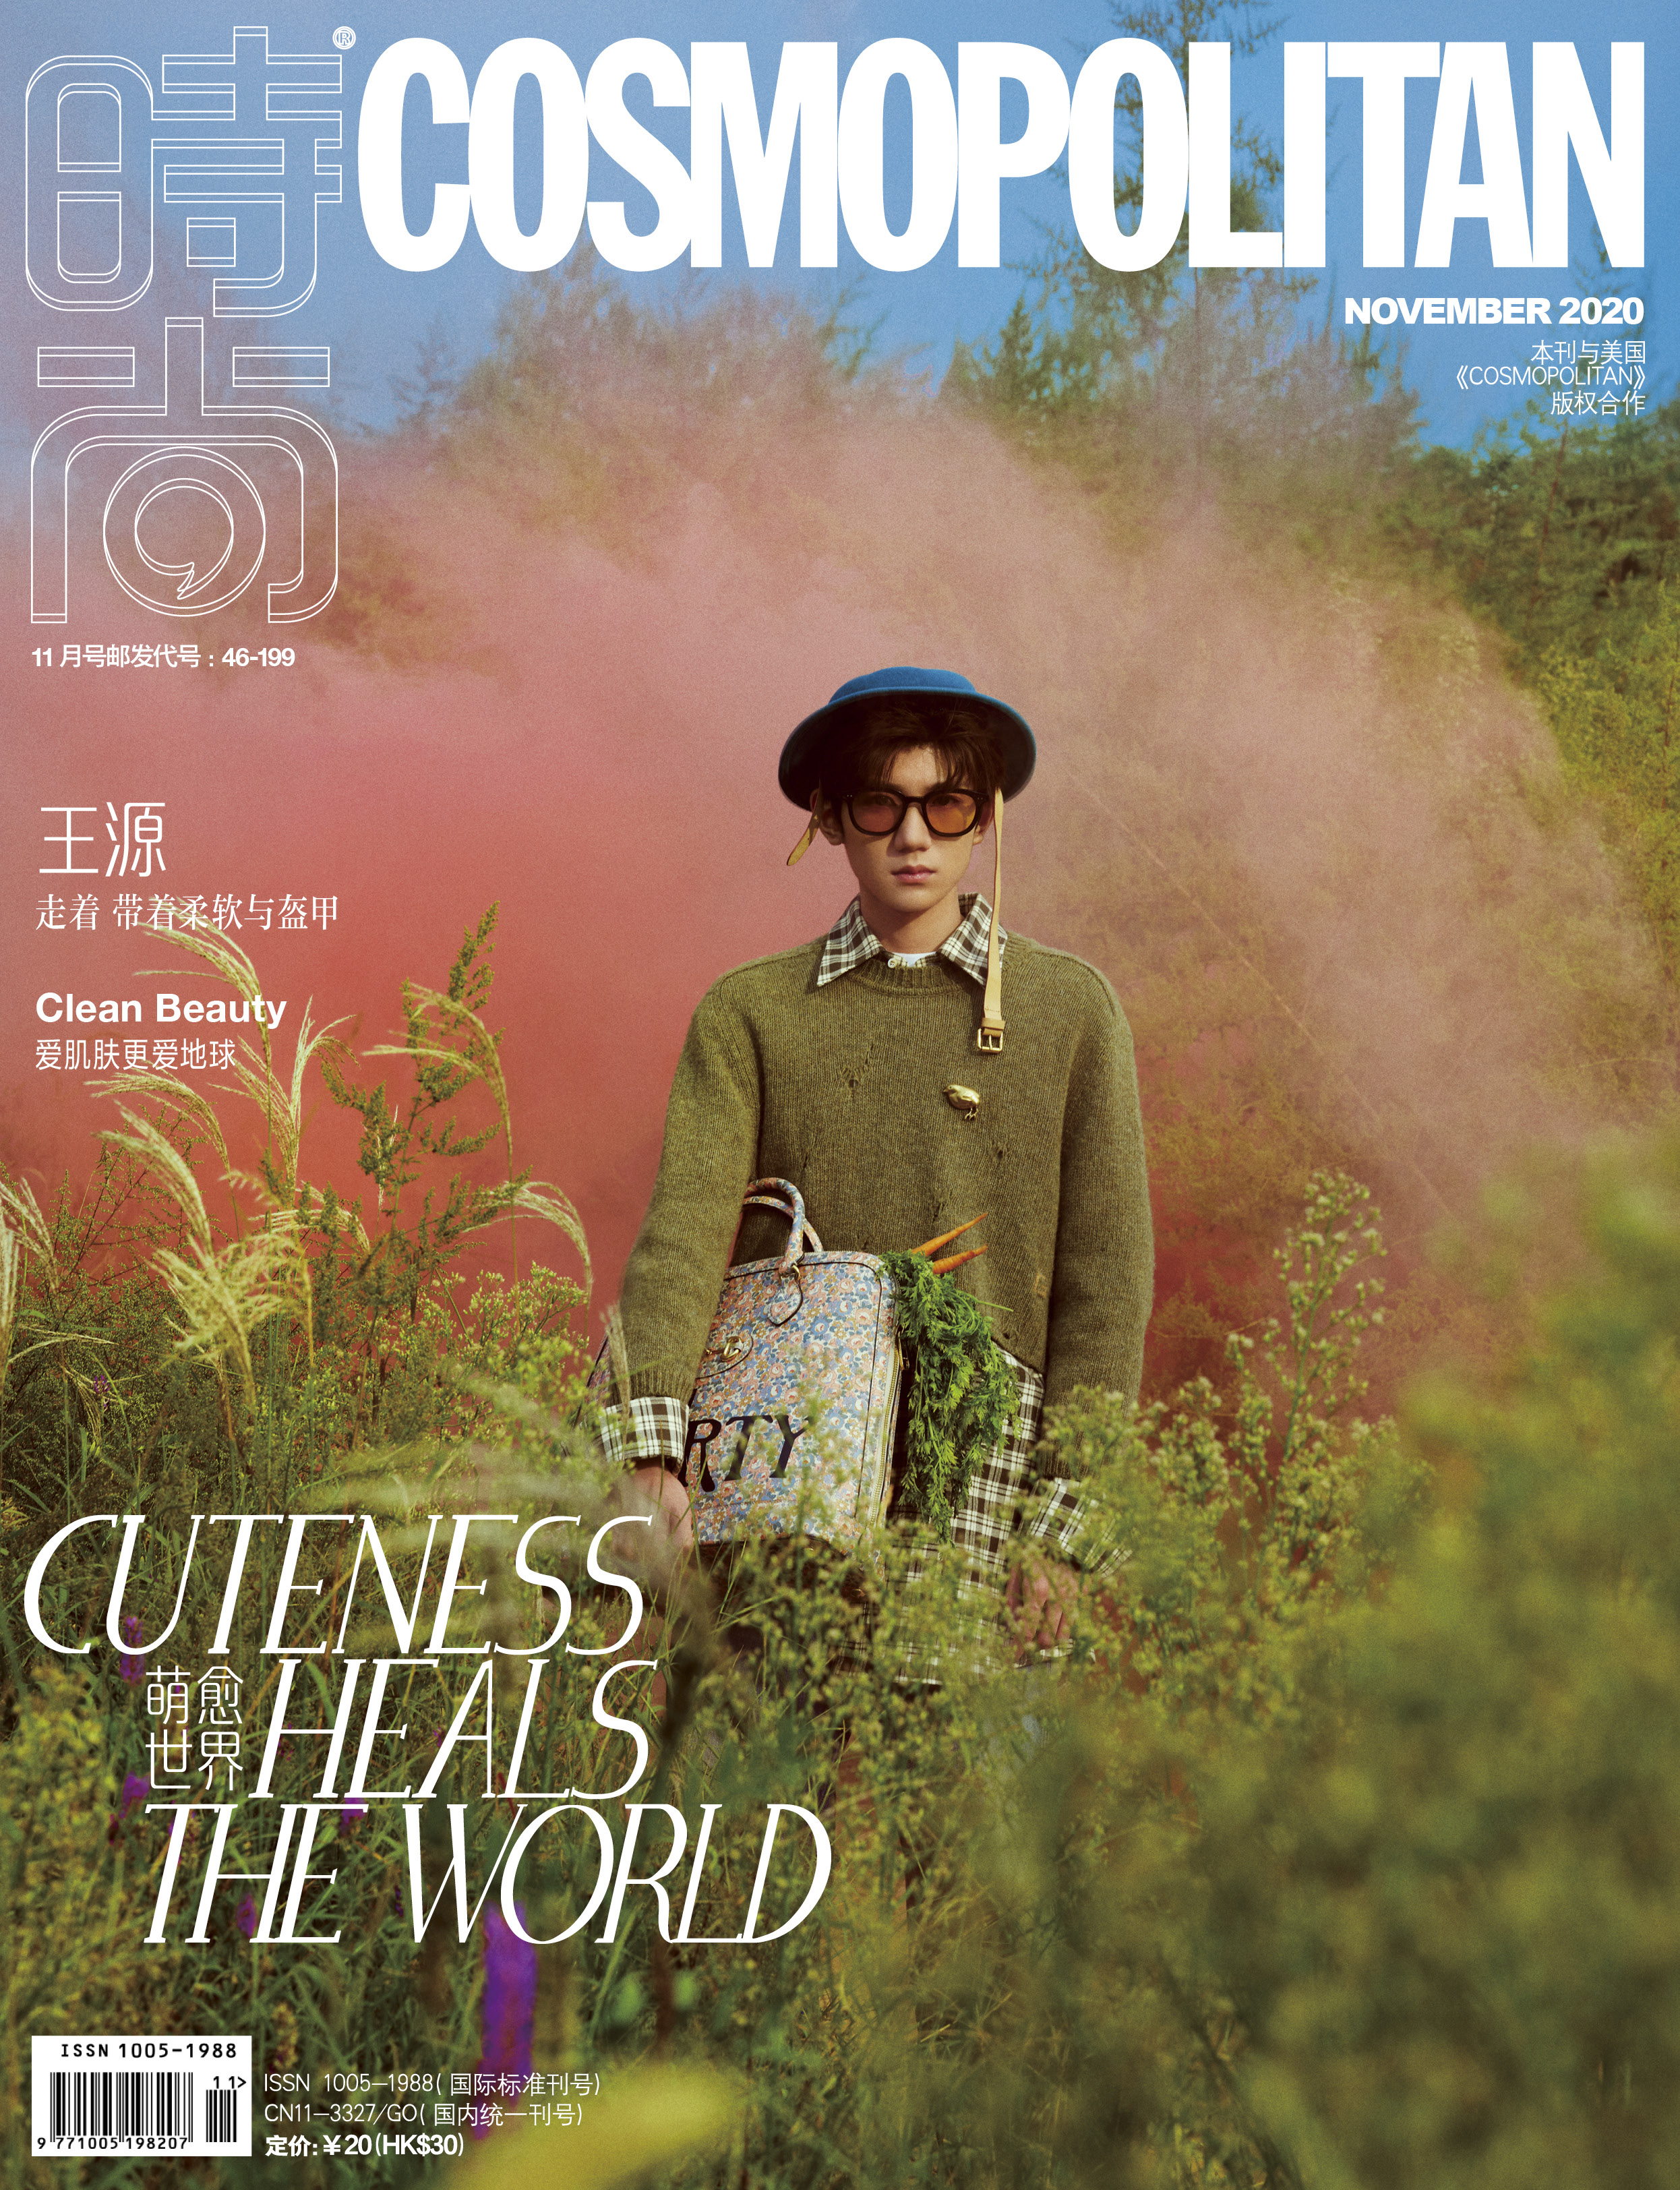 時尚®
COSMOPOLITAN
NOVEMBER 2020
本刊与美国
《COSMOPOLITAN》
版权合作
11 月号邮发代号：46-199
王源
走着 带着柔软与盔甲
Clean Beauty
爱肌肤更爱地球
RTY
CUTENESS
萌愈
世界
HEALS
THE WORLD
ISSN 1005-1988
11>
9 771005 198207
ISSN 1005—1988( 国际标准刊号)
CN11—3327/GO( 国内统一刊号)
定价:￥20(HK$30)